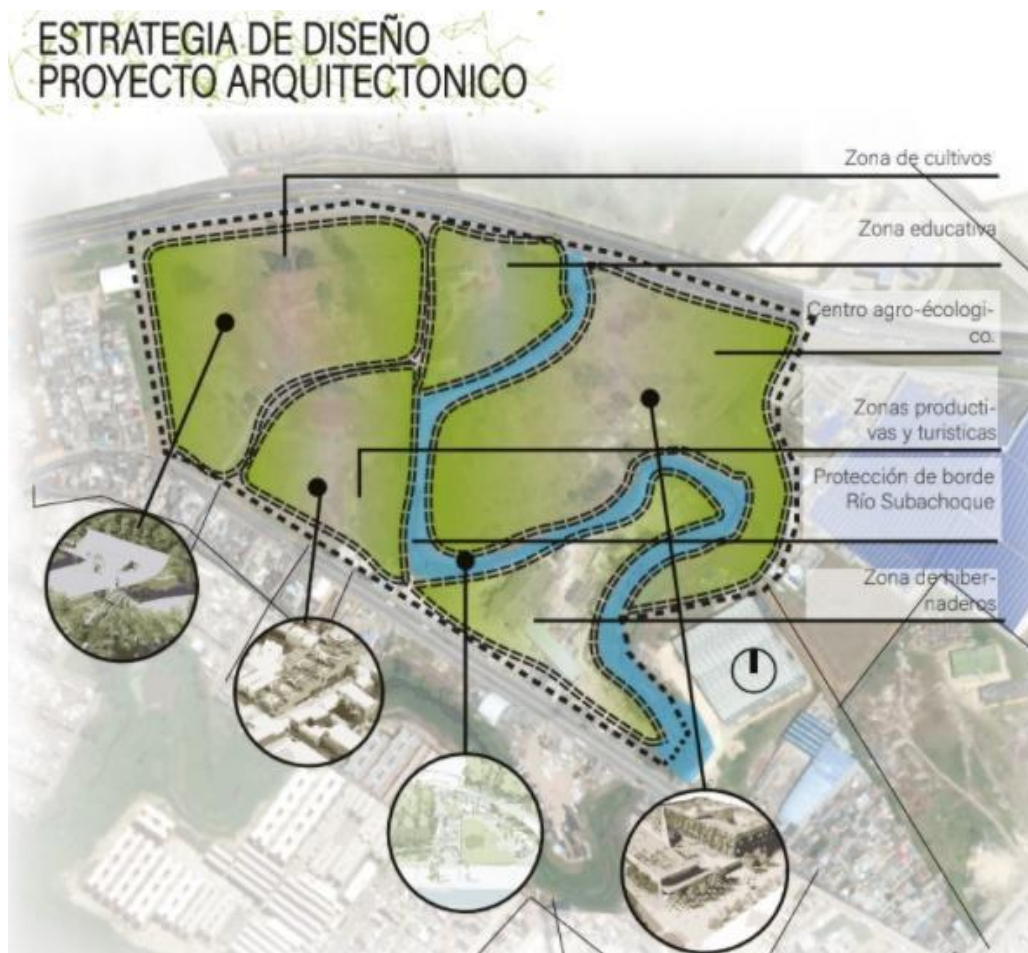 ESTRATEGIA DE DISEÑO
PROYECTO ARQUITECTONICO
Zona de cultivos
Zona educativa
Centro agro-écologi-
co.
Zonas producti-
vas y turisticas
Protección de borde
Río Subachoque
Zona de hiber-
naderos